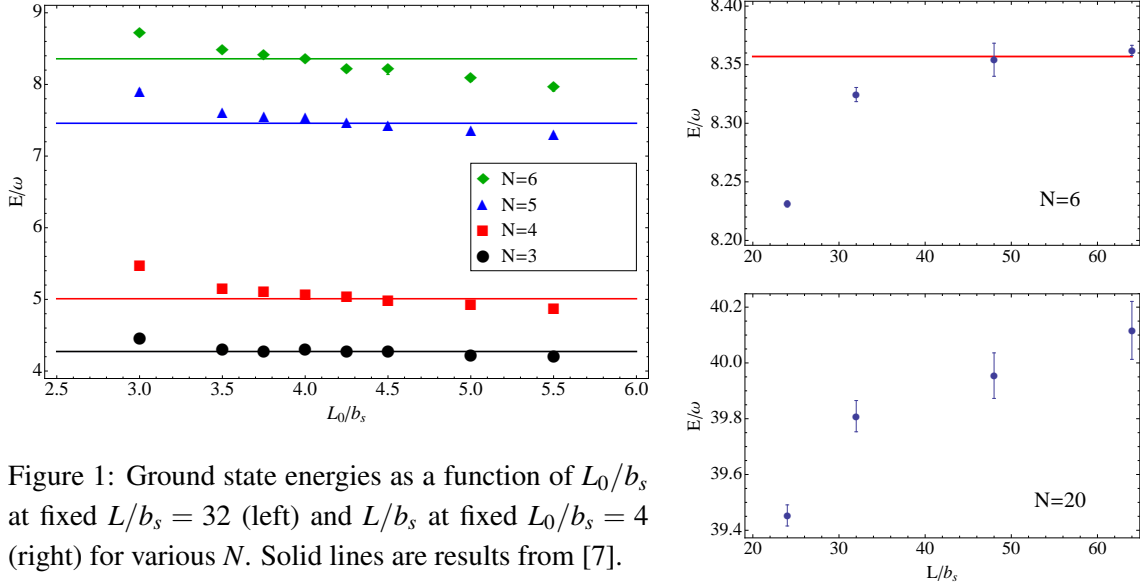 9
8
7
6
5
4
E/ω
2.5 3.0 3.5 4.0 4.5 5.0 5.5 6.0
L₀/bₛ
N=6
N=5
N=4
N=3
8.40
8.35
8.30
8.25
8.20
E/ω
N=6
20 30 40 50 60
40.2
40.0
39.8
39.6
39.4
E/ω
N=20
20 30 40 50 60
L/bₛ
Figure 1: Ground state energies as a function of L₀/bₛ
at fixed L/bₛ = 32 (left) and L/bₛ at fixed L₀/bₛ = 4
(right) for various N. Solid lines are results from [7].